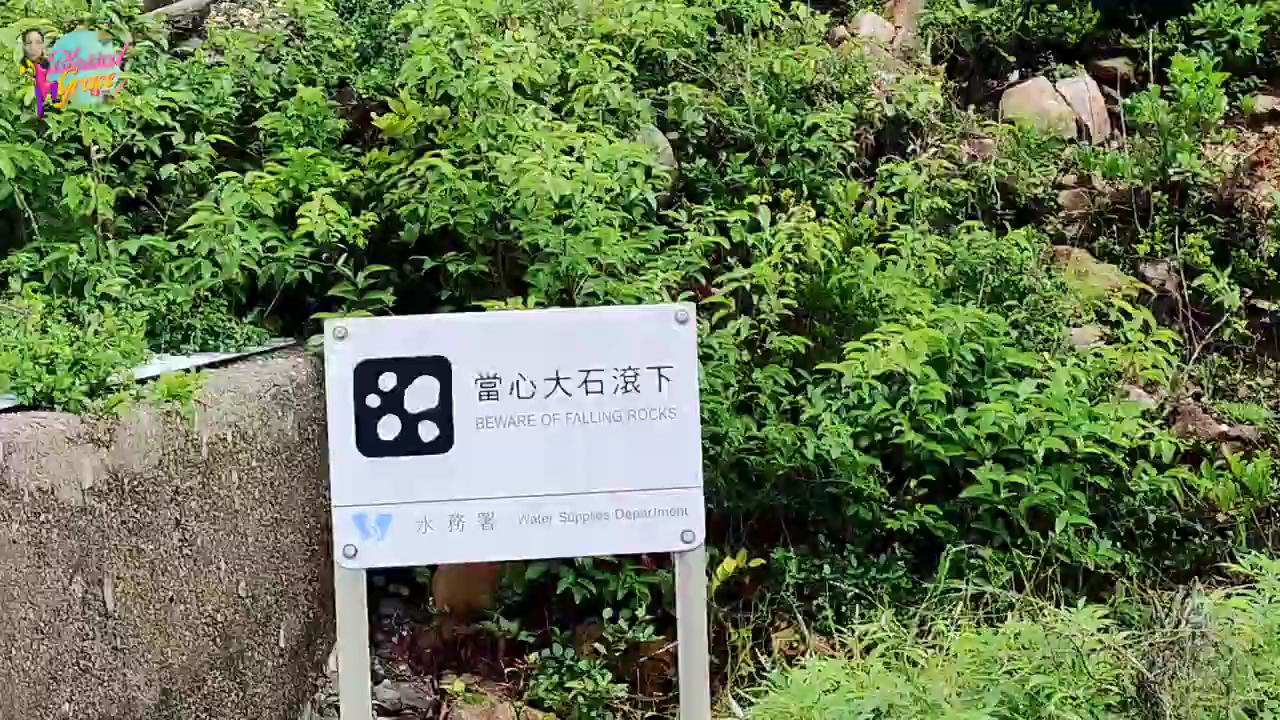 當心大石滾下
BEWARE OF FALLING ROCKS
水務署 Water Supplies Department